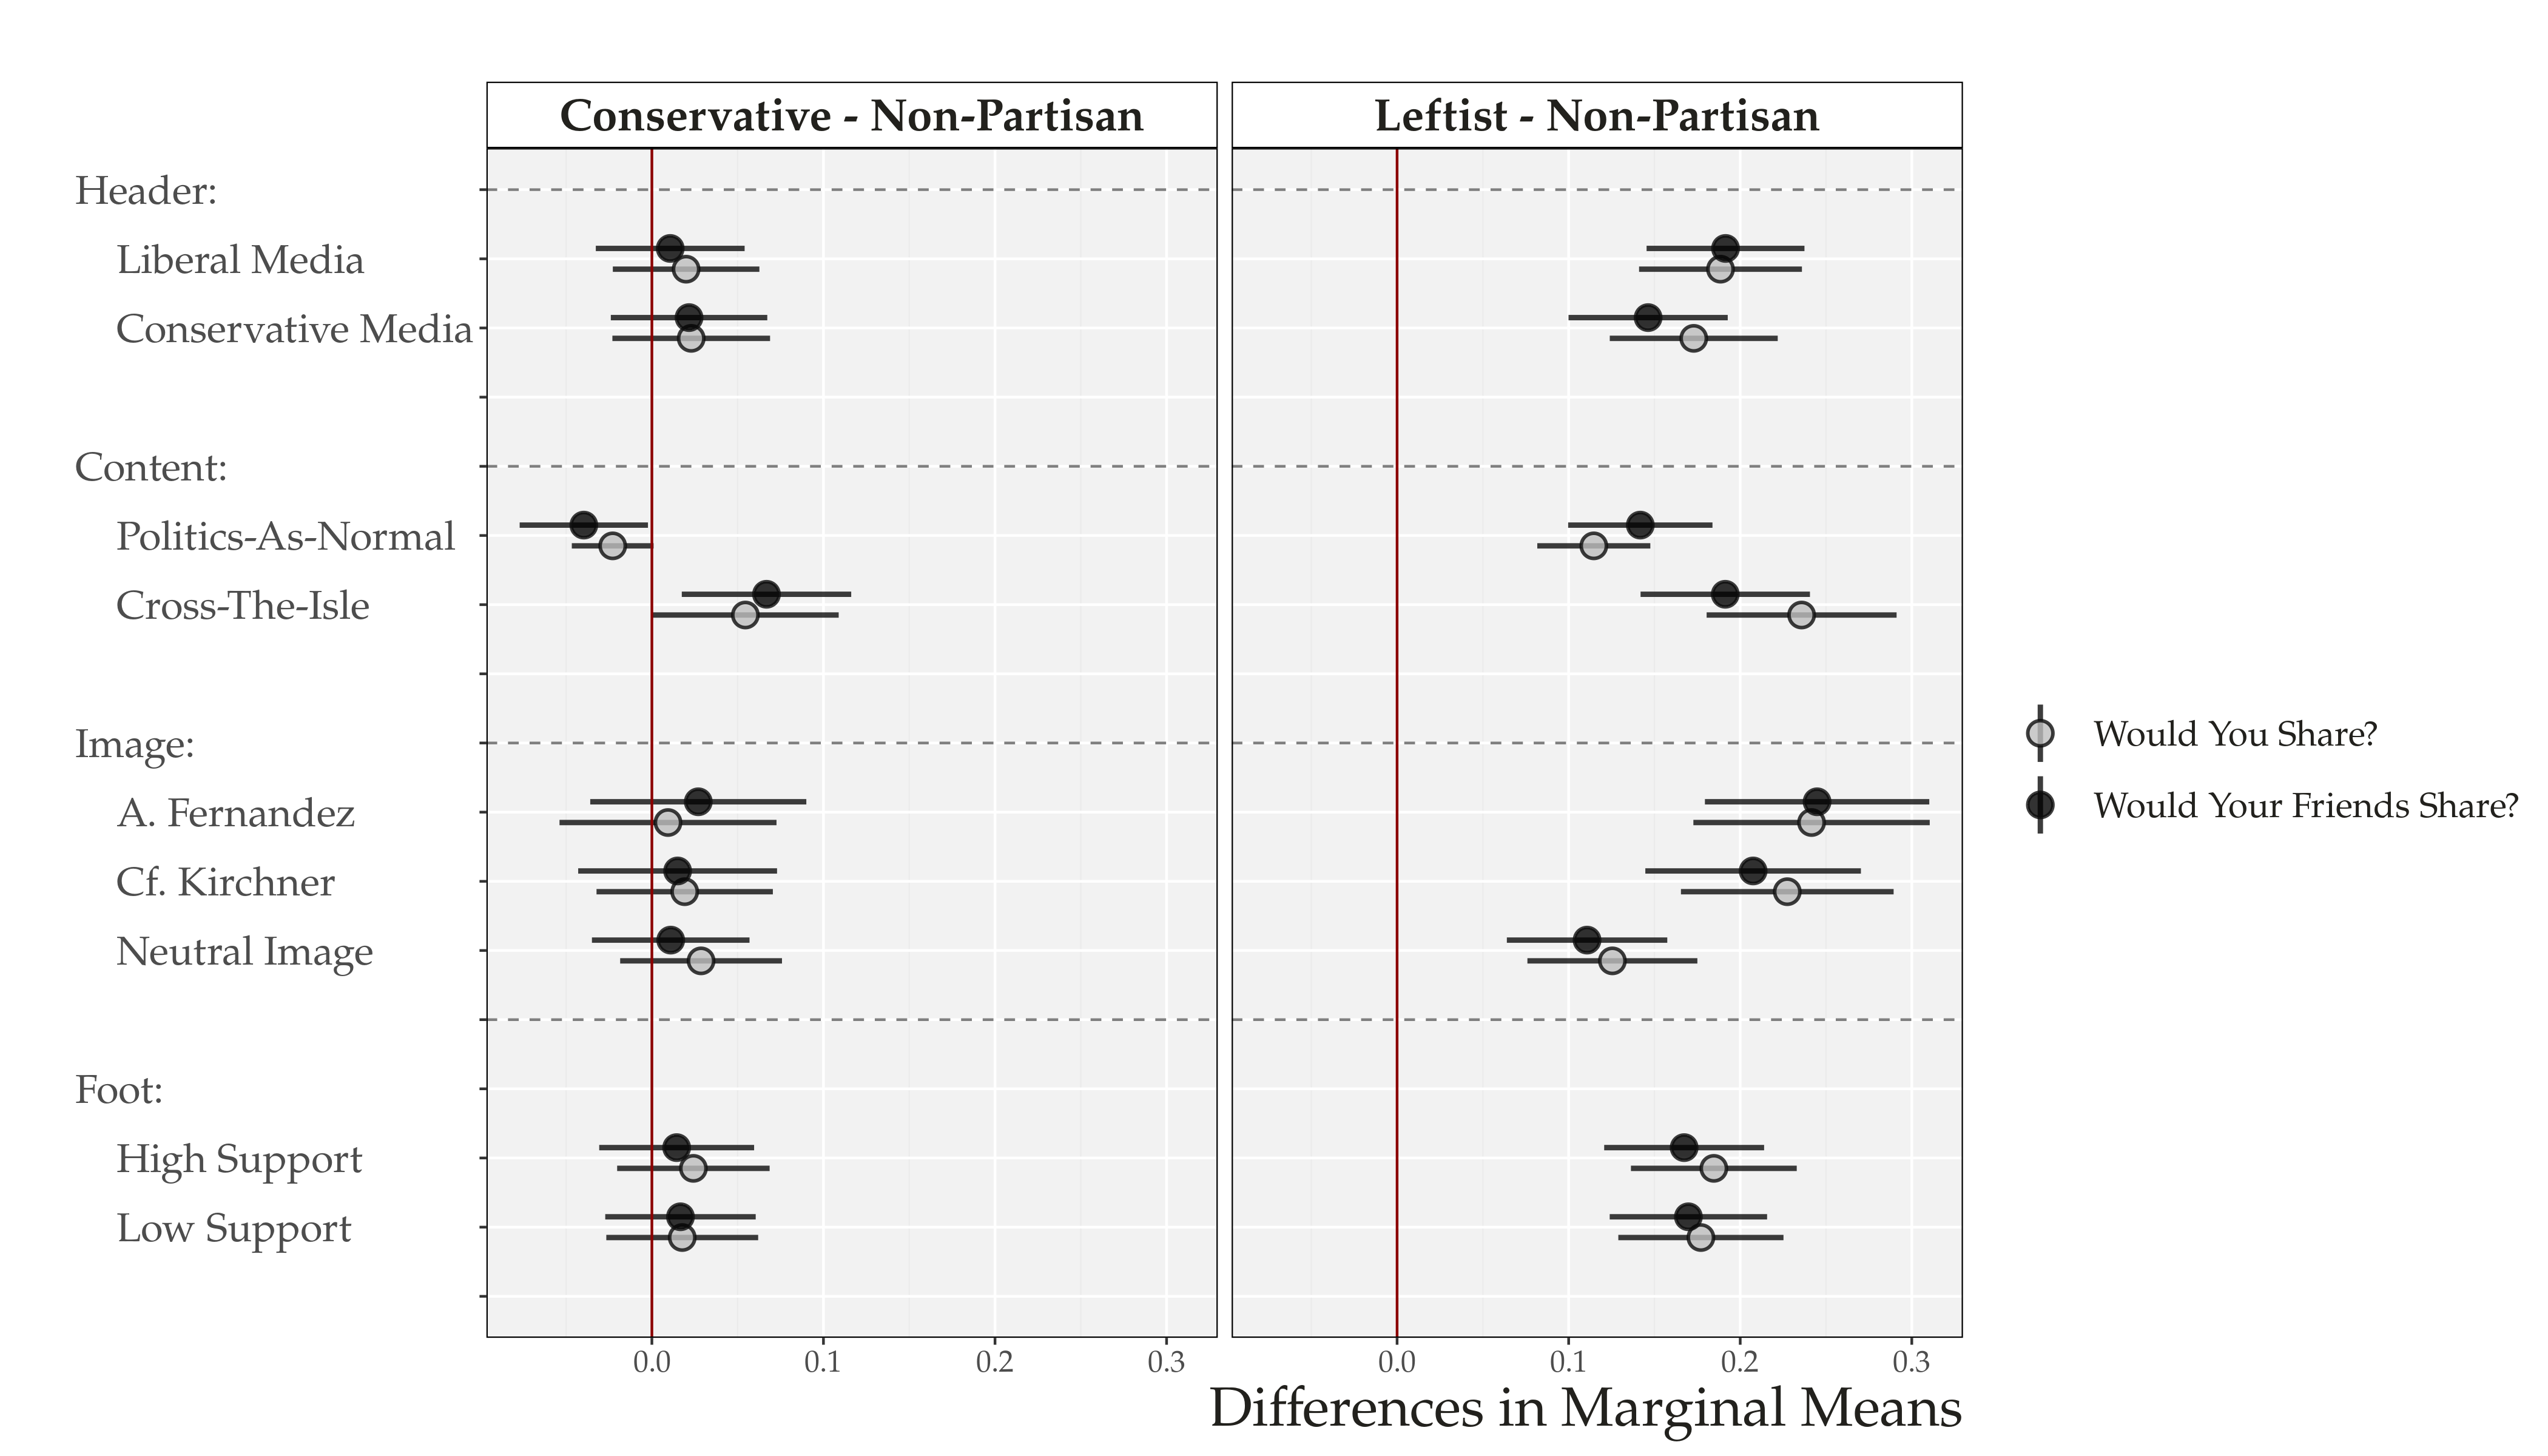 Conservative - Non-Partisan
Leftist - Non-Partisan
Header:
Liberal Media
Conservative Media
Content:
Politics-As-Normal
Cross-The-Isle
Image:
A. Fernandez
Cf. Kirchner
Neutral Image
Foot:
High Support
Low Support
Would You Share?
Would Your Friends Share?
0.0 0.1 0.2 0.3
0.0 0.1 0.2 0.3
Differences in Marginal Means